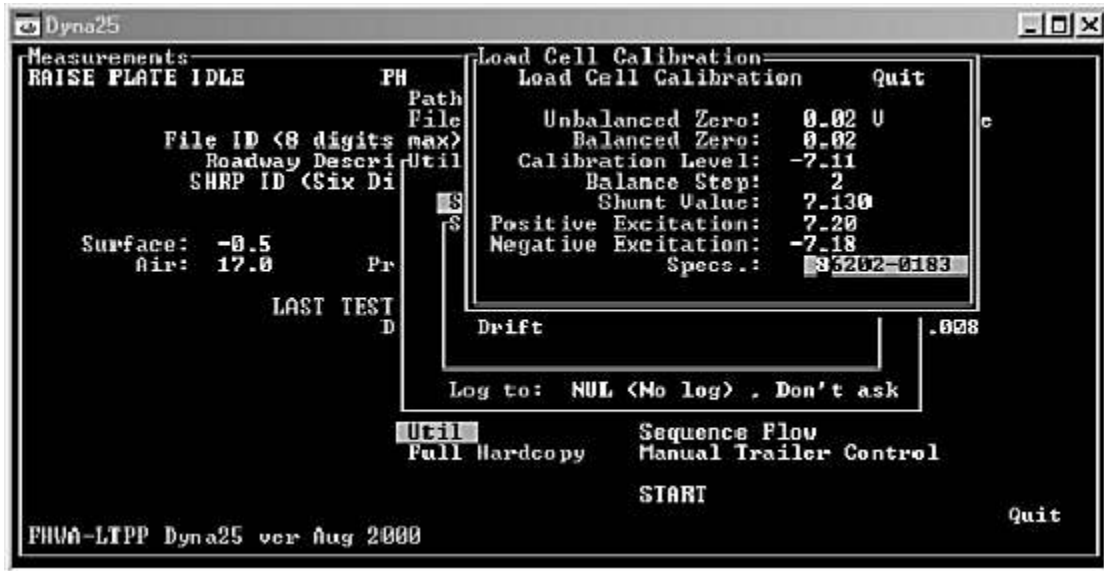 Dyna25
Measurements
RAISE PLATE IDLE
PH
Path
File
e
File ID (8 digits max)
Roadway Descri
Util
SHRP ID (Six Di
S
S
Surface: -0.5
Air: 17.0
Pr
LAST TEST
D
Load Cell Calibration
Load Cell Calibration Quit
Unbalanced Zero: 0.02 V
Balanced Zero: 0.02
Calibration Level: -7.11
Balance Step: 2
Shunt Value: 7.130
Positive Excitation: 7.20
Negative Excitation: -7.18
Specs.: 86202-0183
Drift
.008
Log to: NUL (No log) , Don't ask
Util Sequence Flow
Full Hardcopy Manual Trailer Control
START
Quit
FHWA-LTPP Dyna25 ver Aug 2000